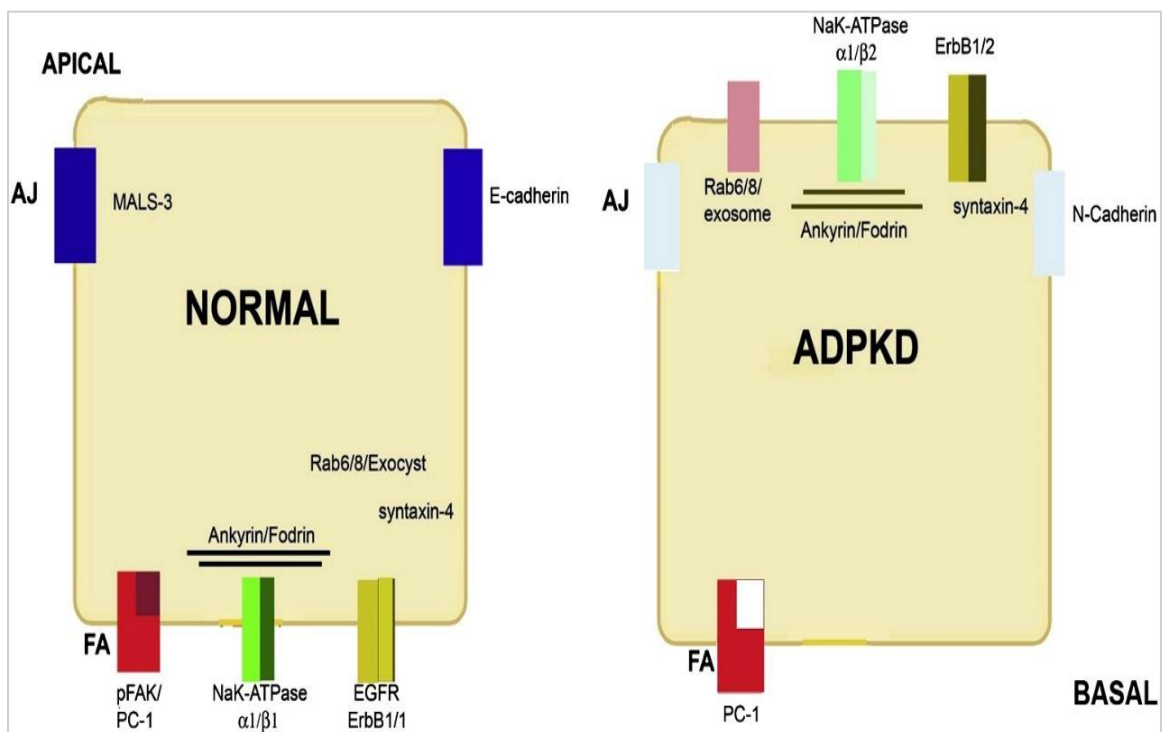 APICAL
AJ
MALS-3
E-cadherin
NORMAL
Rab6/8/Exocyst
syntaxin-4
Ankyrin/Fodrin
FA
pFAK/
PC-1
NaK-ATPase
α1/β1
EGFR
ErbB1/1
NaK-ATPase
α1/β2
ErbB1/2
AJ
Rab6/8/
exosome
syntaxin-4
Ankyrin/Fodrin
N-Cadherin
ADPKD
FA
PC-1
BASAL